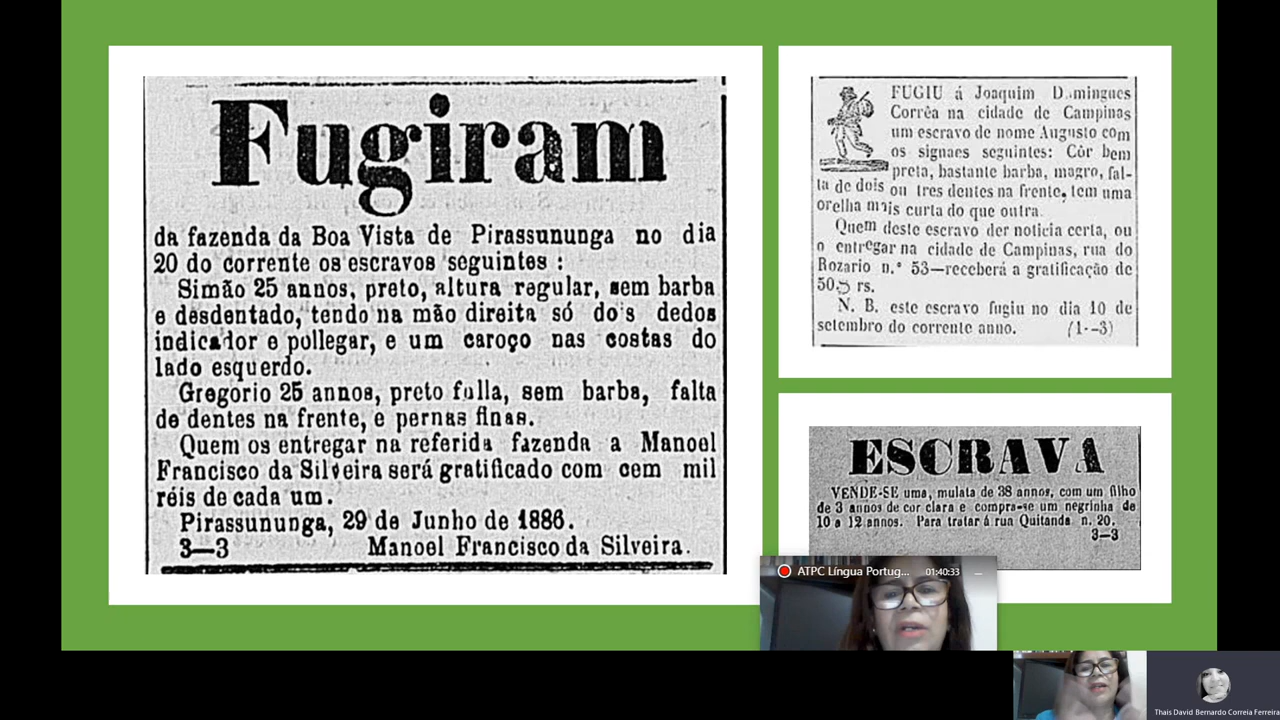 Fugiram
da fazenda da Boa Vista de Pirassununga no dia
20 do corrente os escravos seguintes :
Simão 25 annos, preto, altura regular, sem barba
e desdentado, tendo na mão direita só dois dedos
indicador e pollegar, e um caroço nas costas do
lado esquerdo.
Gregorio 25 annos, preto fulla, sem barba, falta
de dentes na frente, e pernas finas.
Quem os entregar na referida fazenda a Manoel
Francisco da Silveira será gratificado com cem mil
réis de cada um.
Pirassununga, 29 de Junho de 1886.
3—3 Manoel Francisco da Silveira.
FUGIU á Joaquim Domingues
Corrêa na cidade de Campinas
um escravo de nome Augusto com
os signaes seguintes: Côr bem
preta, bastante barba, magro, fal-
ta de dois ou tres dentes na frente, tem uma
orelha mais curta do que outra.
Quem deste escravo der noticia certa, ou
o entregar na cidade de Campinas, rua do
Rozario n.º 53—receberá a gratificação de
50$ rs.
N. B. este escravo fugiu no dia 10 de
setembro do corrente anno. (1--3)
ESCRAVA
VENDE-SE uma, mulata de 38 annos, com um filho
de 3 annos de cor clara e compra-se um negrinha de
10 a 12 annos. Para tratar á rua Quitanda n. 20.
3—3
ATPC Língua Portug... 01:40:33
Thais David Bernardo Correia Ferreira